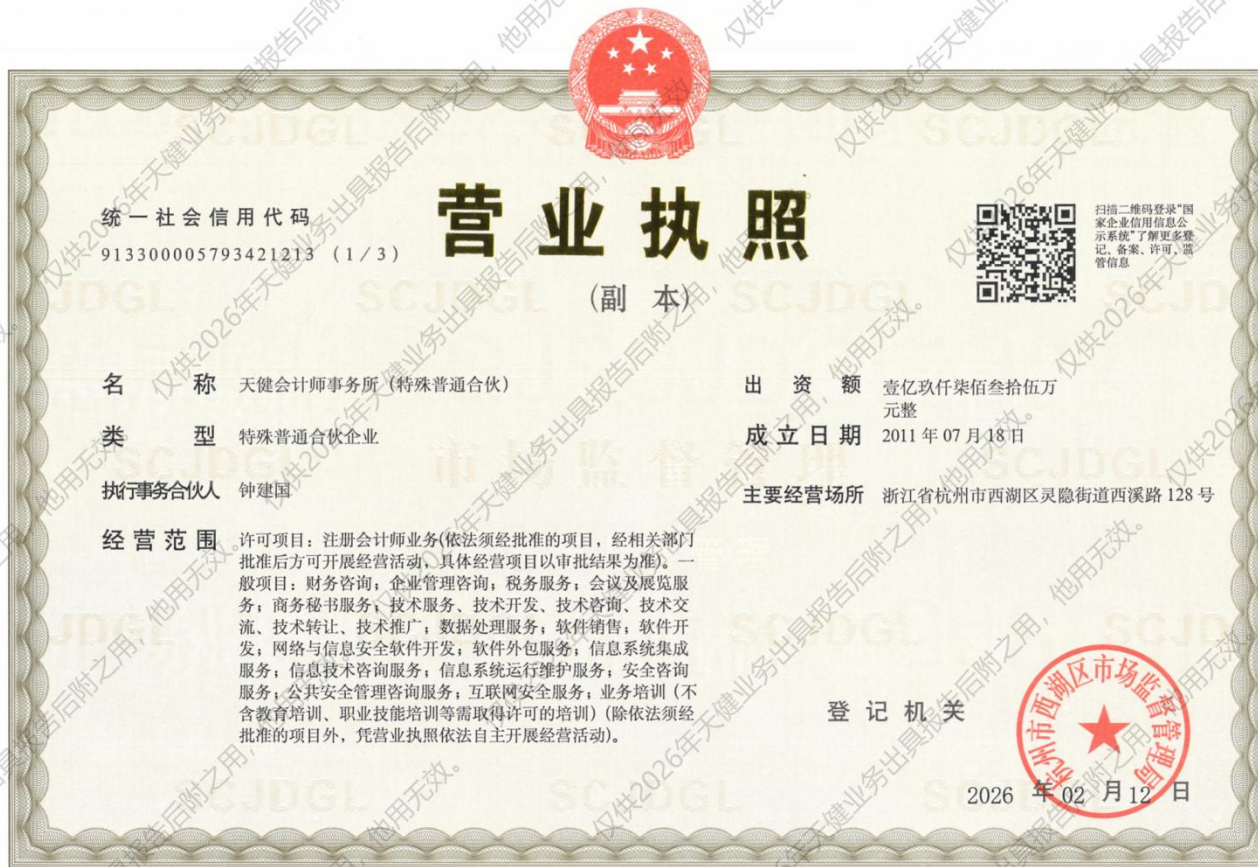 营业执照
(副 本)
统一社会信用代码
913300005793421213 (1/3)
扫描二维码登录“国
家企业信用信息公
示系统”了解更多登
记、备案、许可、监
管信息
名 称 天健会计师事务所（特殊普通合伙）
类 型 特殊普通合伙企业
执行事务合伙人 钟建国
经营范围 许可项目：注册会计师业务(依法须经批准的项目，经相关部门
批准后方可开展经营活动，具体经营项目以审批结果为准)。一
般项目：财务咨询；企业管理咨询；税务服务；会议及展览服
务；商务秘书服务；技术服务、技术开发、技术咨询、技术交
流、技术转让、技术推广；数据处理服务；软件销售；软件开
发；网络与信息安全软件开发；软件外包服务；信息系统集成
服务；信息技术咨询服务；信息系统运行维护服务；安全咨询
服务；公共安全管理咨询服务；互联网安全服务；业务培训（不
含教育培训、职业技能培训等需取得许可的培训）(除依法须经
批准的项目外，凭营业执照依法自主开展经营活动)。
出 资 额 壹亿玖仟柒佰叁拾伍万
元整
成立日期 2011 年 07 月 18 日
主要经营场所 浙江省杭州市西湖区灵隐街道西溪路 128 号
登记机关
杭州市西湖区市场监督管理局
2026 年 02 月 12 日
市场监督管理
SCJDGL
仅供2026年天健业务出具报告后附之用，他用无效。